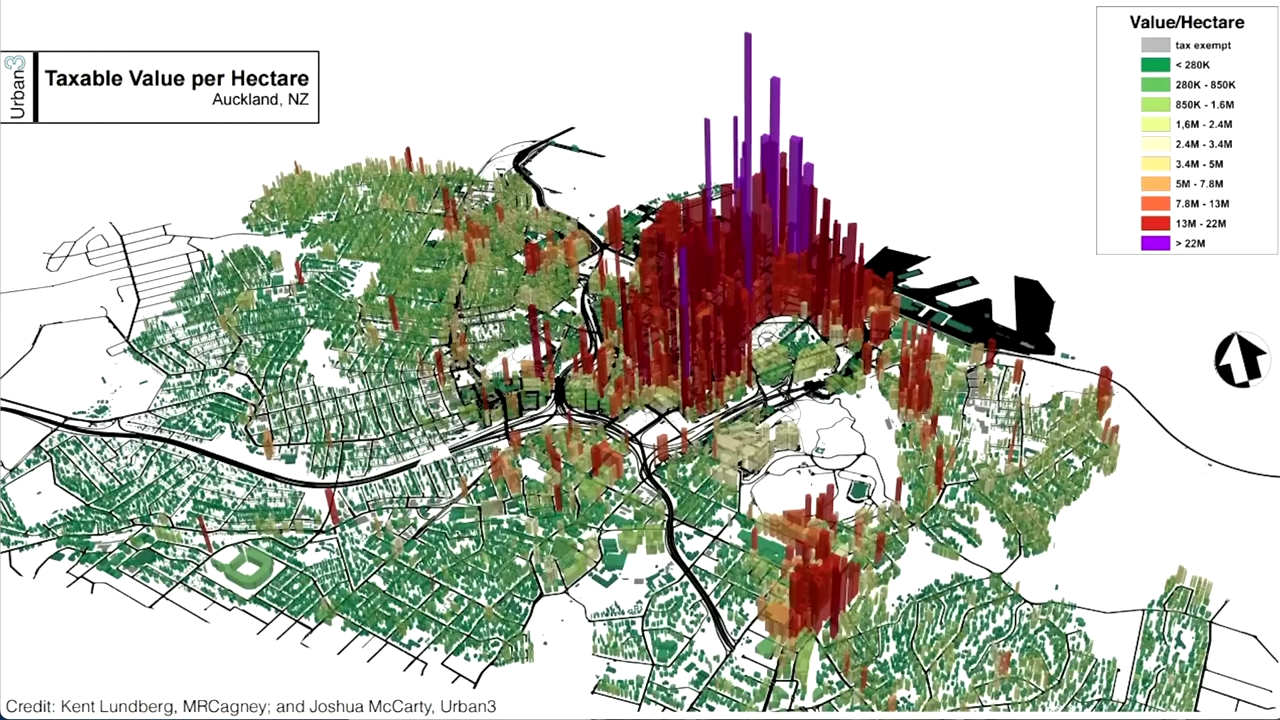 Urban3
Taxable Value per Hectare
Auckland, NZ
Value/Hectare
tax exempt
< 280K
280K - 850K
850K - 1.6M
1,6M - 2.4M
2.4M - 3.4M
3.4M - 5M
5M - 7.8M
7.8M - 13M
13M - 22M
> 22M
Credit: Kent Lundberg, MRCagney; and Joshua McCarty, Urban3